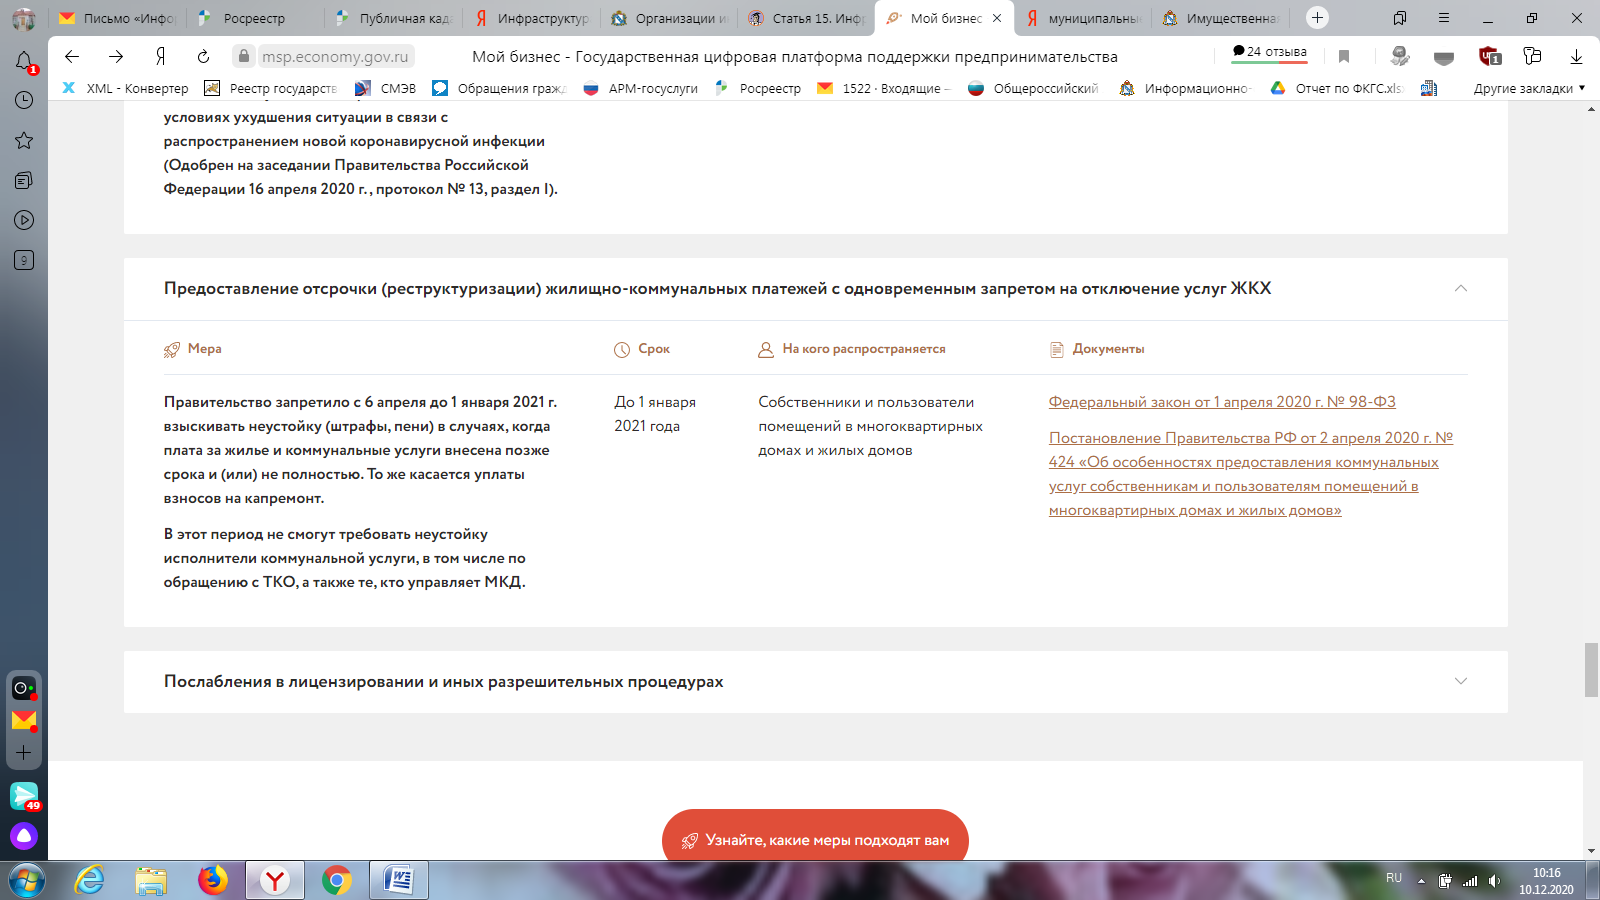 Письмо «Инфор
Росреестр
Публичная када
Инфраструктур
Организации ин
Статья 15. Инфр
Мой бизнес
муниципальны
Имущественна
1
msp.economy.gov.ru
Мой бизнес - Государственная цифровая платформа поддержки предпринимательства
24 отзыва
1
XML - Конвертер
Реестр государств
СМЭВ
Обращения гражд
АРМ-госуслуги
Росреестр
1522 · Входящие —
Общероссийский
Информационно-
Отчет по ФКГС.xls
Другие закладки
условиях ухудшения ситуации в связи с
распространением новой коронавирусной инфекции
(Одобрен на заседании Правительства Российской
Федерации 16 апреля 2020 г. , протокол № 13, раздел I).
9
Предоставление отсрочки (реструктуризации) жилищно-коммунальных платежей с одновременным запретом на отключение услуг ЖКХ
Мера
Срок
На кого распространяется
Документы
Правительство запретило с 6 апреля до 1 января 2021 г.
взыскивать неустойку (штрафы, пени) в случаях, когда
плата за жилье и коммунальные услуги внесена позже
срока и (или) не полностью. То же касается уплаты
взносов на капремонт.
В этот период не смогут требовать неустойку
исполнители коммунальной услуги, в том числе по
обращению с ТКО, а также те, кто управляет МКД.
До 1 января
2021 года
Собственники и пользователи
помещений в многоквартирных
домах и жилых домов
Федеральный закон от 1 апреля 2020 г. № 98-ФЗ
Постановление Правительства РФ от 2 апреля 2020 г. №
424 «Об особенностях предоставления коммунальных
услуг собственникам и пользователям помещений в
многоквартирных домах и жилых домов»
Послабления в лицензировании и иных разрешительных процедурах
49
Узнайте, какие меры подходят вам
RU
10:16
10.12.2020